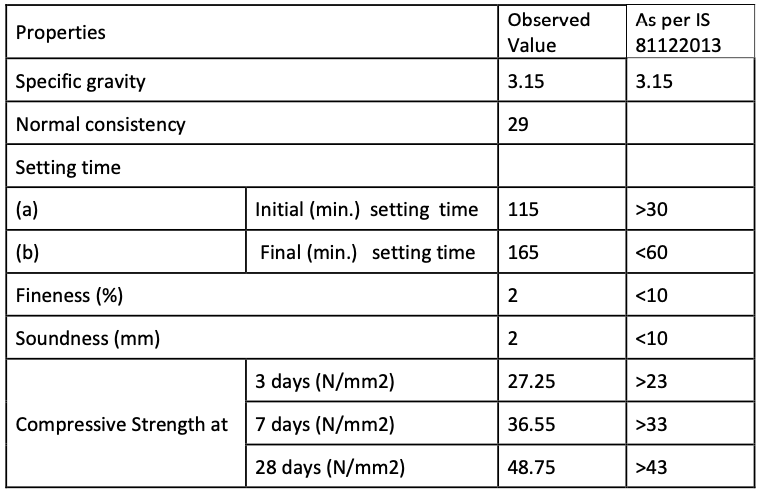 Properties Observed Value As per IS 81122013
Specific gravity 3.15 3.15
Normal consistency 29
Setting time
(a) Initial (min.) setting time 115 >30
(b) Final (min.) setting time 165 <60
Fineness (%) 2 <10
Soundness (mm) 2 <10
Compressive Strength at 3 days (N/mm2) 27.25 >23
7 days (N/mm2) 36.55 >33
28 days (N/mm2) 48.75 >43